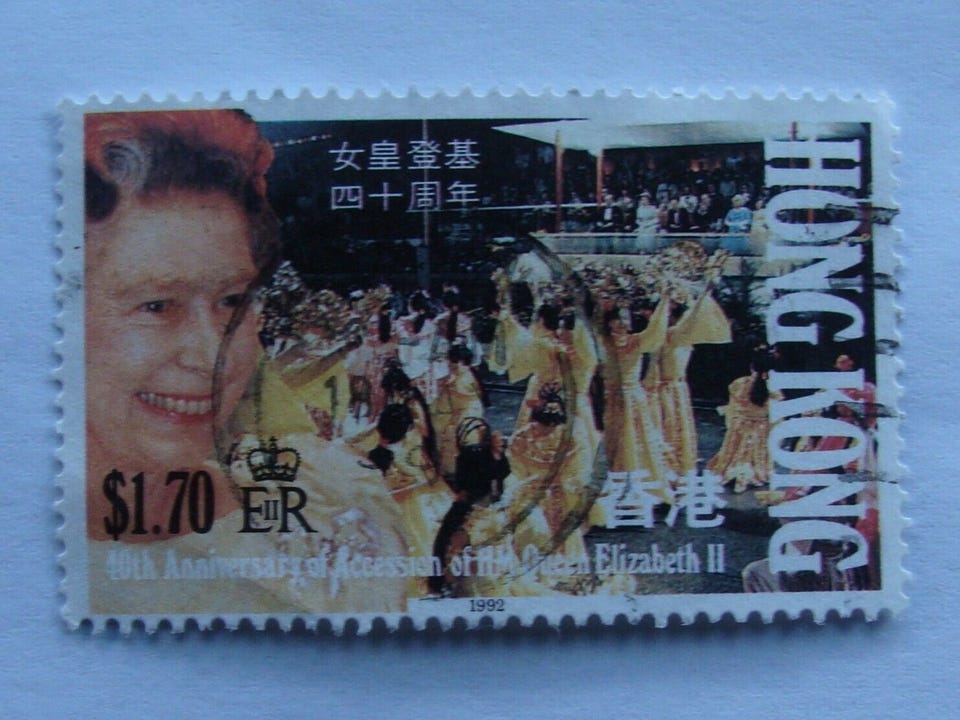 女皇登基
四十周年
HONG KONG
香港
$1.70
EIIR
40th Anniversary of Accession of HM Queen Elizabeth II
1992